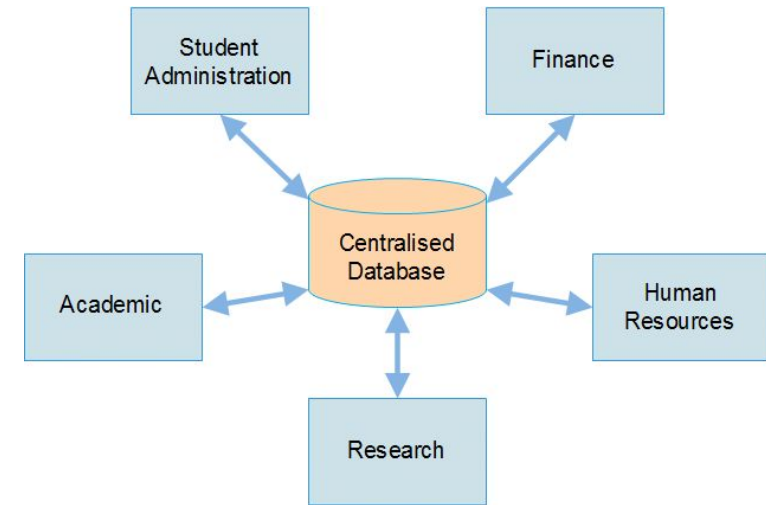 Student
Administration
Finance
Centralised
Database
Academic
Human
Resources
Research